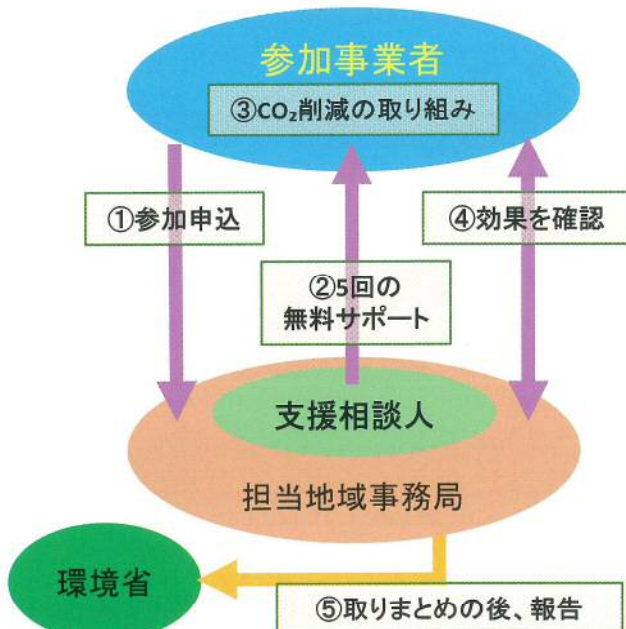 参加事業者
③CO₂削減の取り組み
①参加申込
④効果を確認
②5回の
無料サポート
支援相談人
担当地域事務局
環境省
⑤取りまとめの後、報告